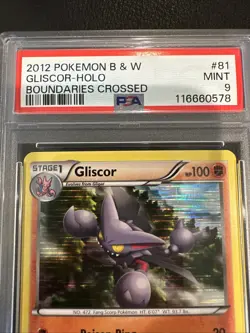 2012 POKEMON B & W #81
GLISCOR-HOLO MINT
BOUNDARIES CROSSED 9
PSA 116660578
STAGE 1 Gliscor HP100
Evolves from Gligar
NO. 472 Fang Scorp Pokémon HT: 6'07" WT: 93.7 lbs.
Poison Ring 20